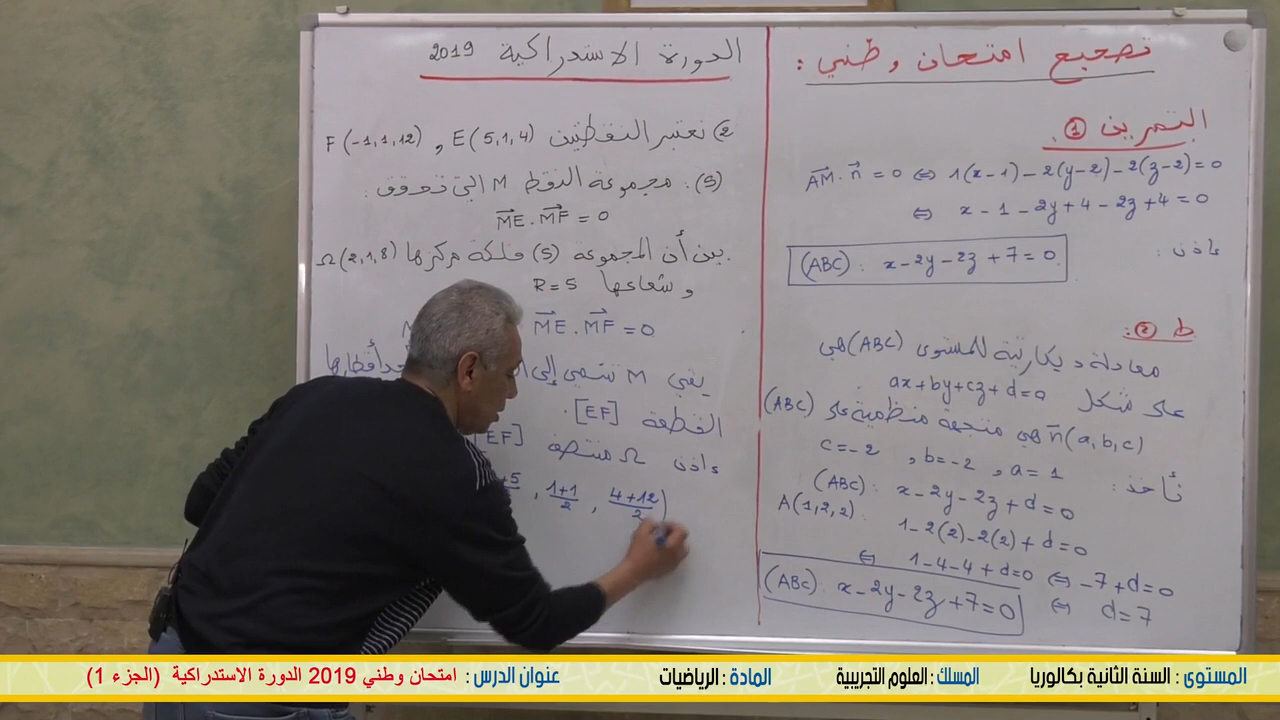 تصحيح امتحان وطني :
التمرين ①
AM . n = 0 ⇔ 1(x-1) - 2(y-2) - 2(z-2) = 0
⇔ x - 1 - 2y + 4 - 2z + 4 = 0
إذن :
(ABC) : x - 2y - 2z + 7 = 0
ط ② :
معادلة ديكارتية للمستوى (ABC) هي
على شكل ax + by + cz + d = 0
n(a, b, c) هي متجهة منظمية على (ABC)
نأخذ : a = 1 , b = -2 , c = -2
(ABC) : x - 2y - 2z + d = 0
A(1,2,2) : 1 - 2(2) - 2(2) + d = 0
⇔ 1 - 4 - 4 + d = 0 ⇔ -7 + d = 0
⇔ d = 7
(ABC) : x - 2y - 2z + 7 = 0
الدورة الاستدراكية 2019
2) نعتبر النقطتين E(5,1,4) , F(-1,1,12)
(S) : مجموعة النقط M التي تحقق :
ME . MF = 0
بين أن المجموعة (S) فلكة مركزها Ω(2,1,8)
و شعاعها R = 5
ME . MF = 0
يعني M تنتمي إلى
القطعة [EF].
إذن Ω منتصف [EF]
+5 , 1+1/2 , 4+12/2 )
المستوى : السنة الثانية بكالوريا المسلك : العلوم التجريبية المادة : الرياضيات عنوان الدرس : امتحان وطني 2019 الدورة الاستدراكية (الجزء 1)